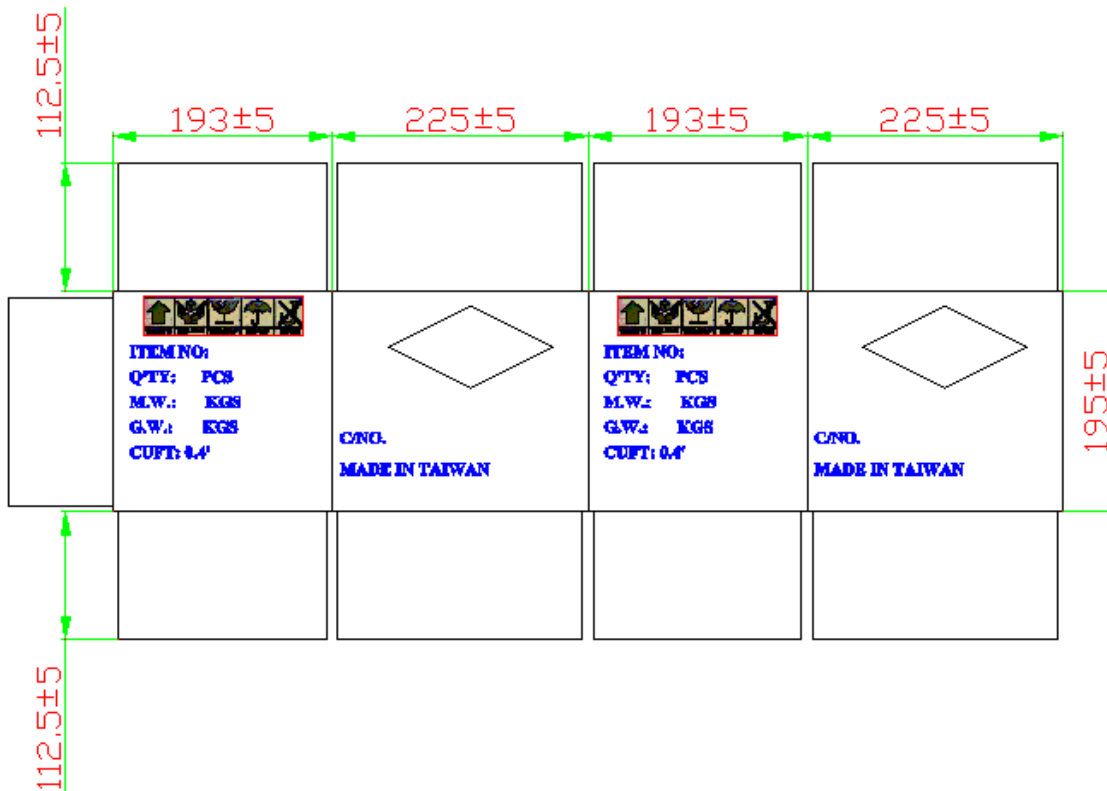 112.5±5
193±5
225±5
193±5
225±5
ITEM NO:
Q'TY: PCS
M.W.: KGS
G.W.: KGS
CUFT: 0.4'
C/NO.
MADE IN TAIWAN
ITEM NO:
Q'TY: PCS
M.W.: KGS
G.W.: KGS
CUFT: 0.4'
C/NO.
MADE IN TAIWAN
195±5
112.5±5